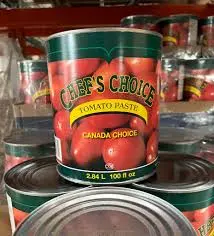 CHEF'S CHOICE
TOMATO PASTE
CANADA CHOICE
2.84 L 100 fl oz